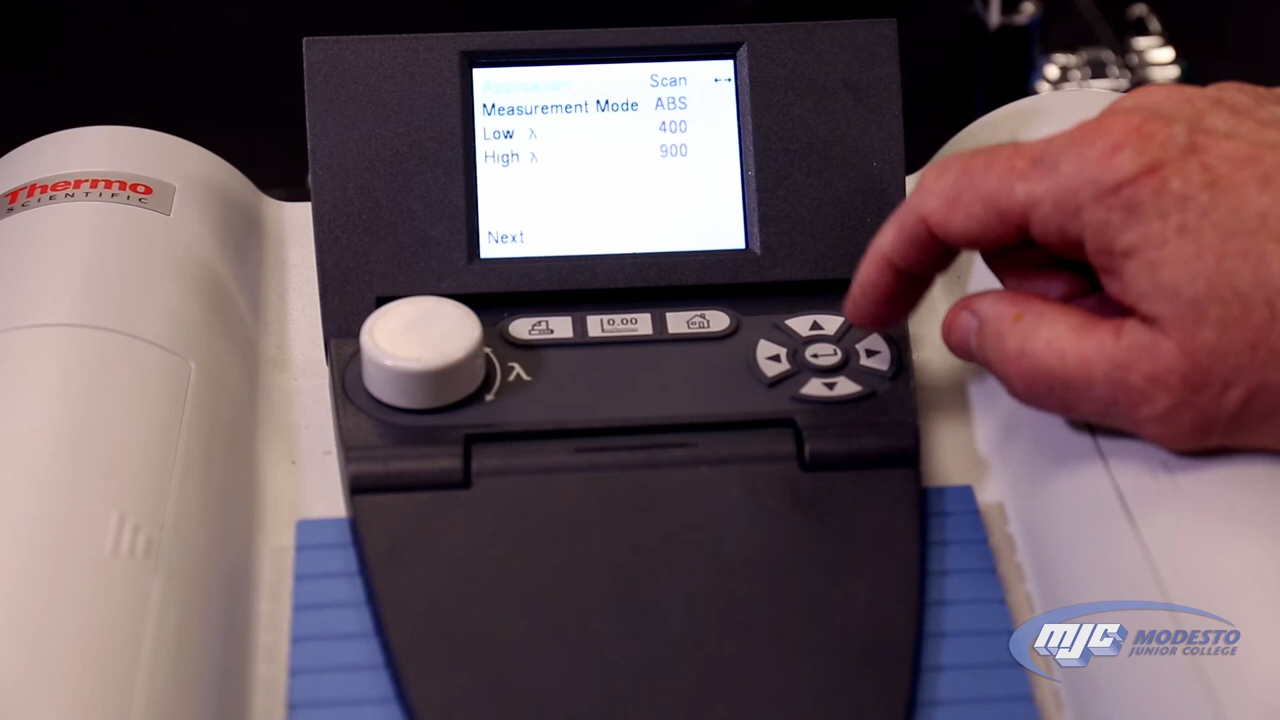 Application Scan
Measurement Mode ABS
Low λ 400
High λ 900
Next
Thermo
SCIENTIFIC
0.00
λ
mjc MODESTO
JUNIOR COLLEGE